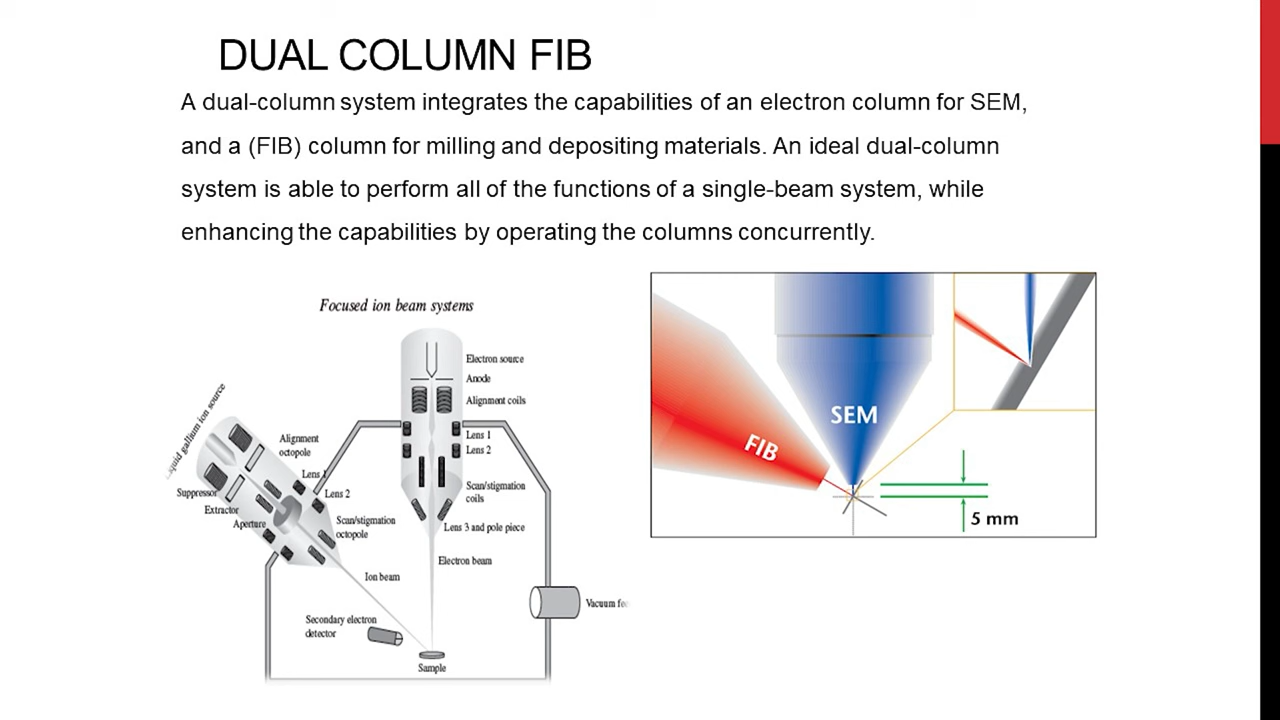 DUAL COLUMN FIB
A dual-column system integrates the capabilities of an electron column for SEM,
and a (FIB) column for milling and depositing materials. An ideal dual-column
system is able to perform all of the functions of a single-beam system, while
enhancing the capabilities by operating the columns concurrently.
Focused ion beam systems
Electron source
Anode
Alignment coils
Lens 1
Lens 2
Scan/stigmation
coils
Lens 3 and pole piece
Electron beam
gallium ion source
Alignment
octopole
Lens
Lens 2
Suppressor
Extractor
Aperture
Scan/stigmation
octopole
Ion beam
Secondary electron
detector
Sample
Vacuum
FIB
SEM
5 mm